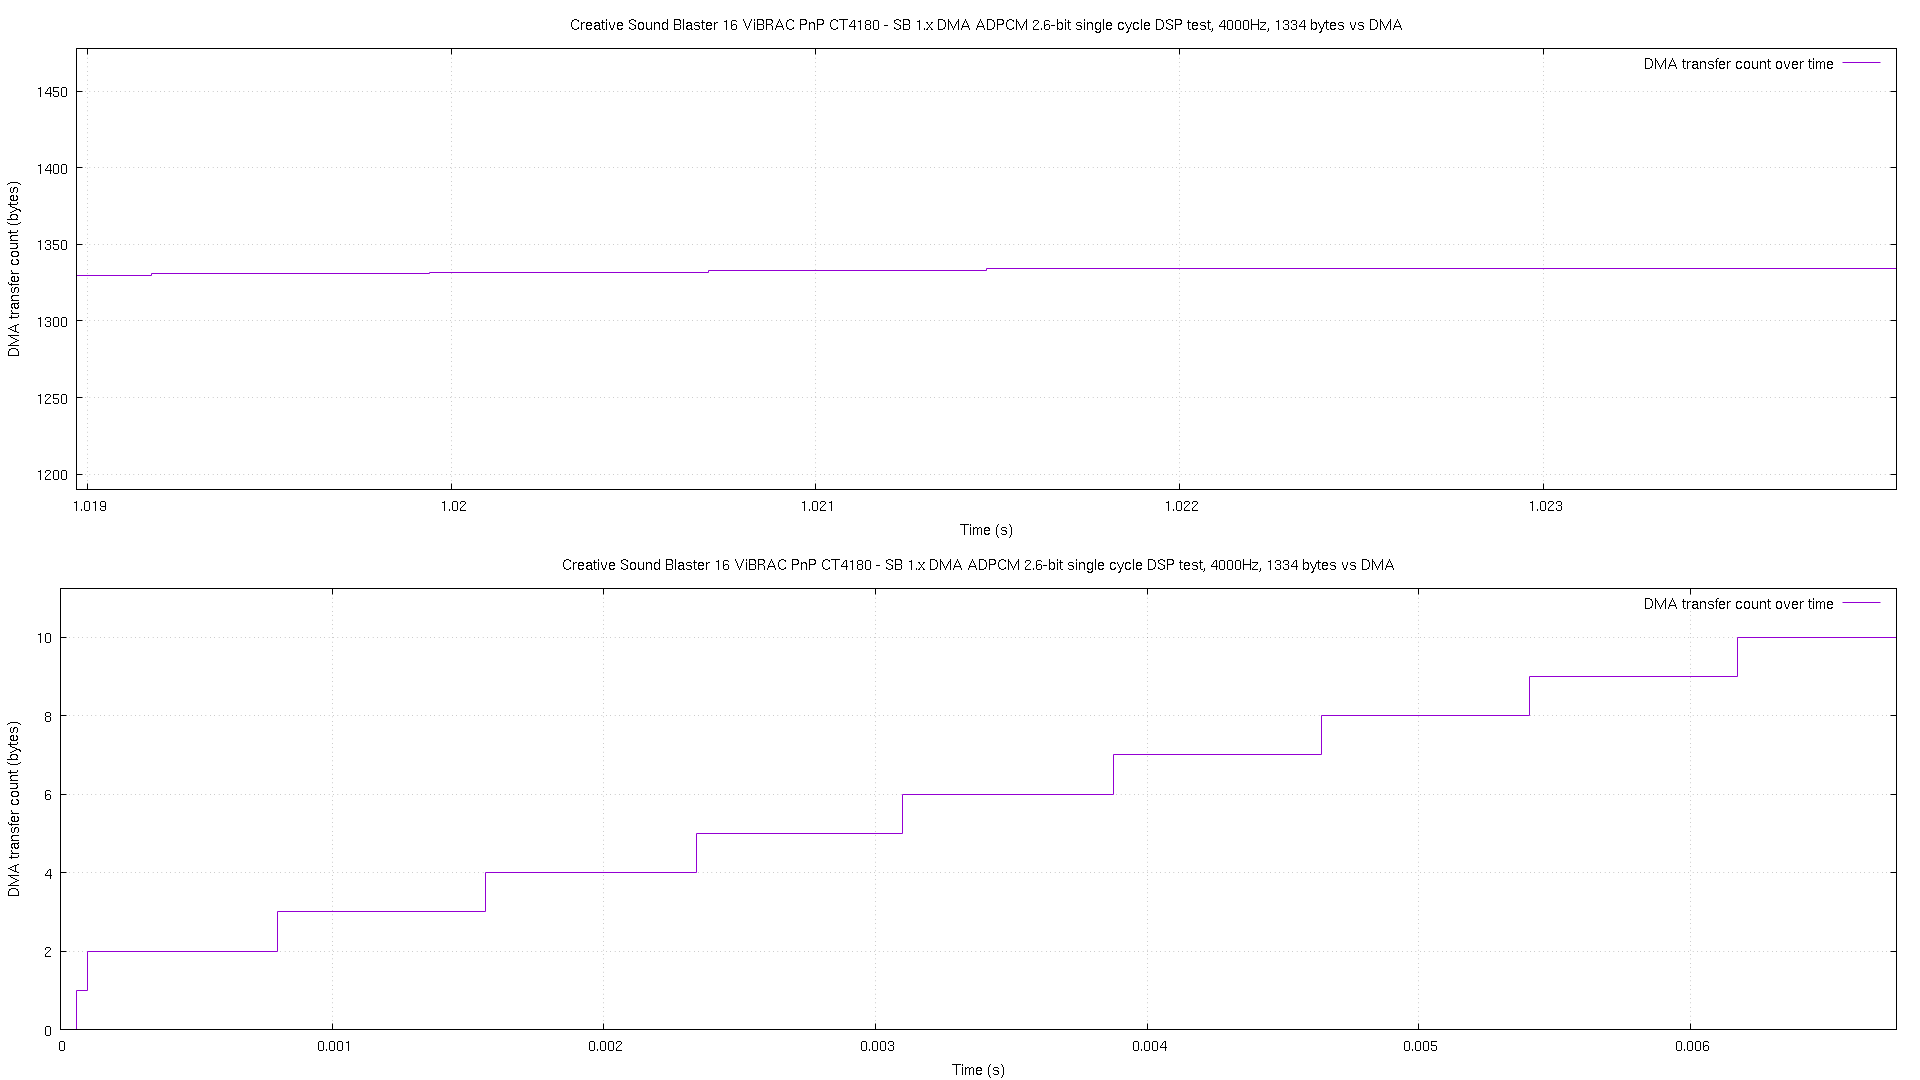 Creative Sound Blaster 16 ViBRAC PnP CT4180 - SB 1.x DMA ADPCM 2.6-bit single cycle DSP test, 4000Hz, 1334 bytes vs DMA
DMA transfer count over time
DMA transfer count (bytes)
1450
1400
1350
1300
1250
1200
1.019 1.02 1.021 1.022 1.023
Time (s)
Creative Sound Blaster 16 ViBRAC PnP CT4180 - SB 1.x DMA ADPCM 2.6-bit single cycle DSP test, 4000Hz, 1334 bytes vs DMA
DMA transfer count over time
DMA transfer count (bytes)
10
8
6
4
2
0
0 0.001 0.002 0.003 0.004 0.005 0.006
Time (s)